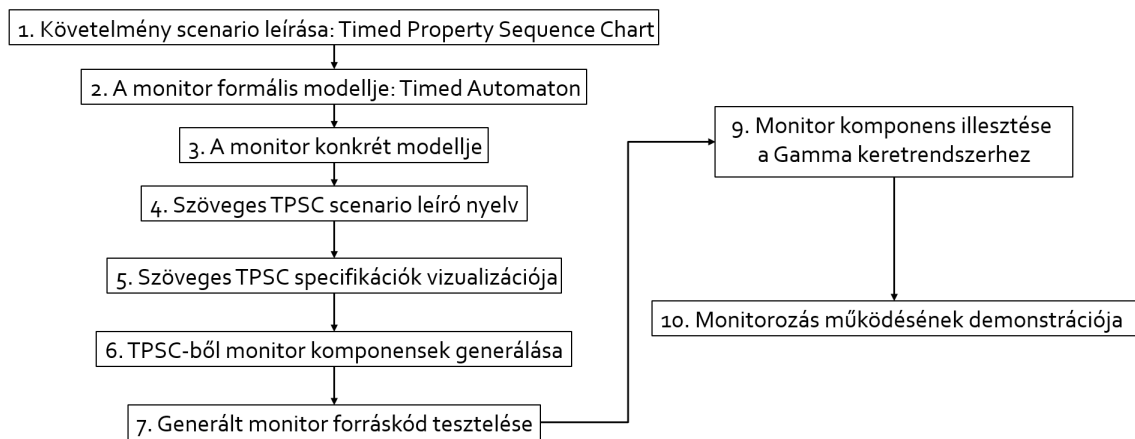 1. Követelmény scenario leírása: Timed Property Sequence Chart
2. A monitor formális modellje: Timed Automaton
3. A monitor konkrét modellje
4. Szöveges TPSC scenario leíró nyelv
5. Szöveges TPSC specifikációk vizualizációja
6. TPSC-ből monitor komponensek generálása
7. Generált monitor forráskód tesztelése
9. Monitor komponens illesztése
a Gamma keretrendszerhez
10. Monitorozás működésének demonstrációja